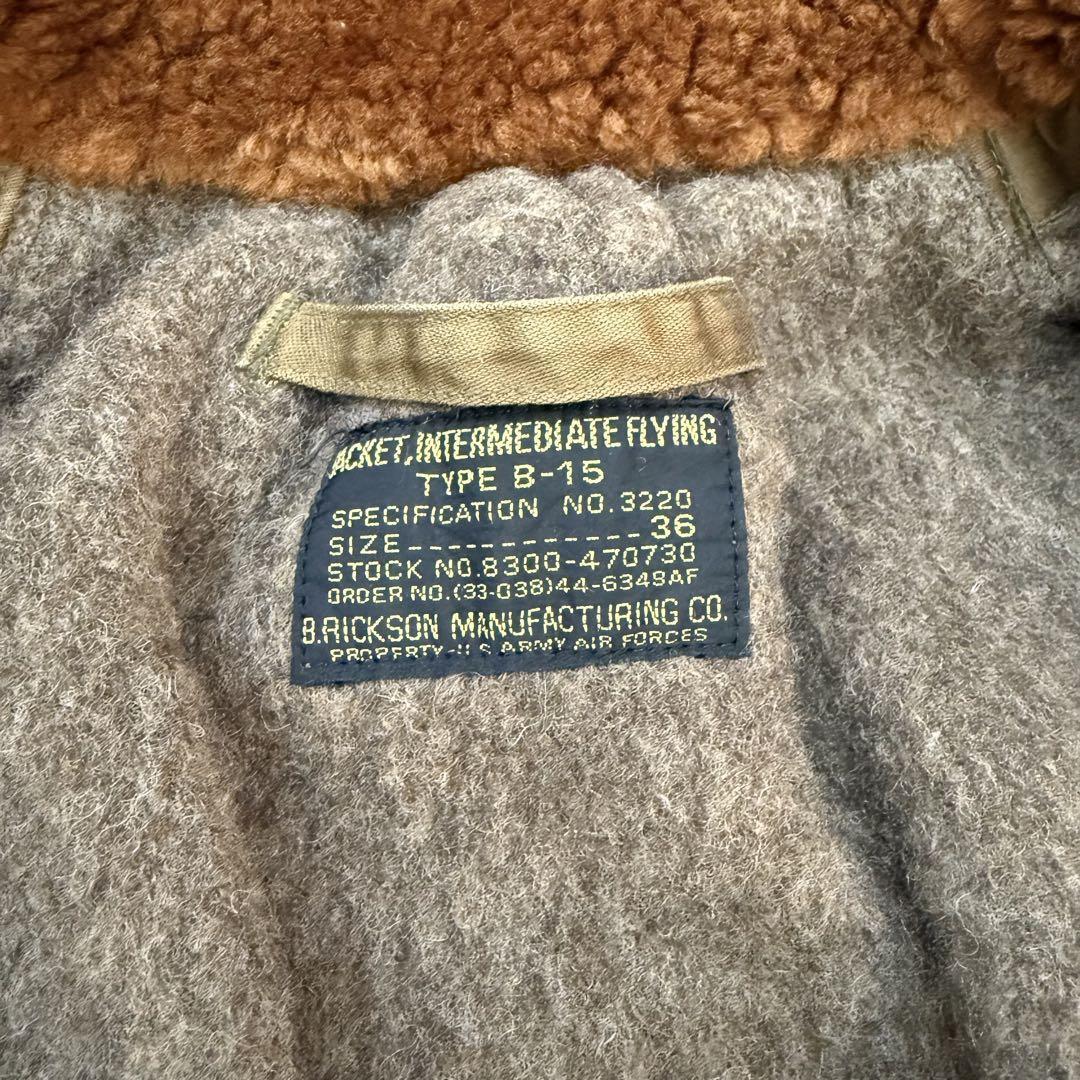 JACKET, INTERMEDIATE FLYING
TYPE B-15
SPECIFICATION NO. 3220
SIZE ------------- 36
STOCK NO. 8300-470730
ORDER NO. (33-038)44-6349AF
B.RICKSON MANUFACTURING CO.
PROPERTY-U S ARMY AIR FORCES